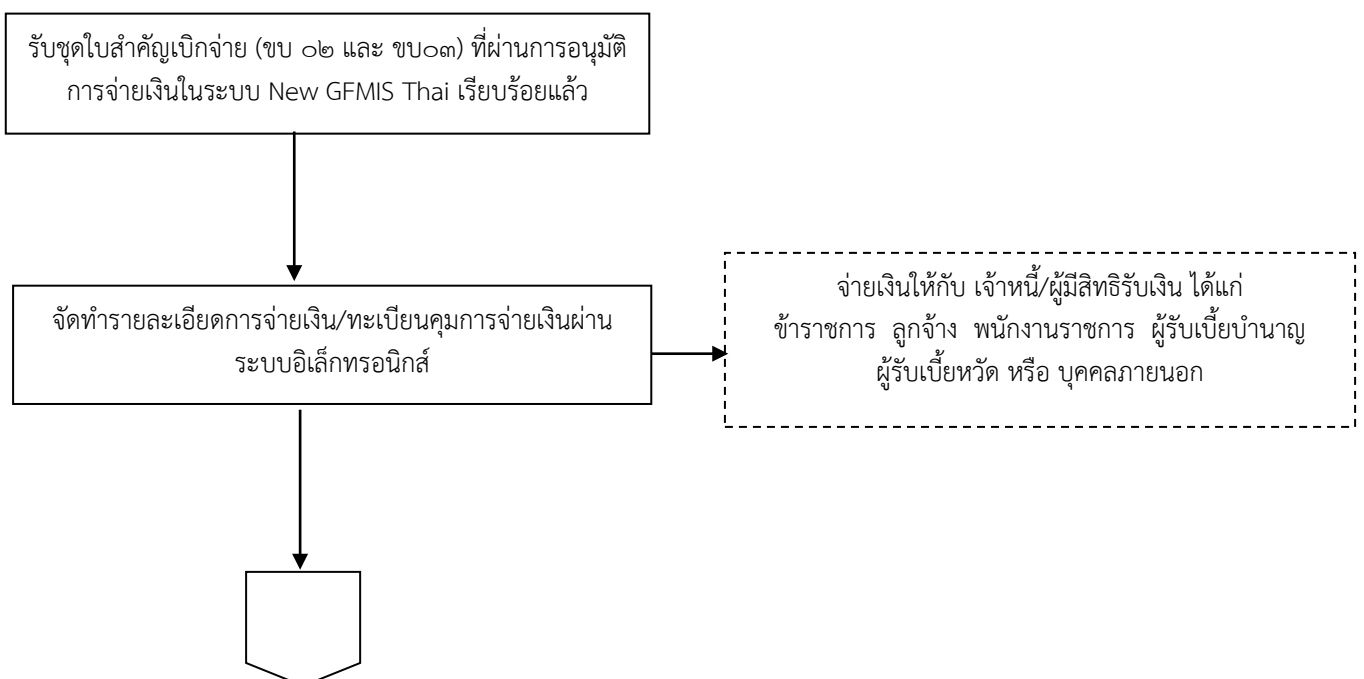 รับชุดใบสำคัญเบิกจ่าย (ขบ ๐๒ และ ขบ๐๓) ที่ผ่านการอนุมัติ
การจ่ายเงินในระบบ New GFMIS Thai เรียบร้อยแล้ว
จัดทำรายละเอียดการจ่ายเงิน/ทะเบียนคุมการจ่ายเงินผ่าน
ระบบอิเล็กทรอนิกส์
จ่ายเงินให้กับ เจ้าหนี้/ผู้มีสิทธิรับเงิน ได้แก่
ข้าราชการ ลูกจ้าง พนักงานราชการ ผู้รับเบี้ยบำนาญ
ผู้รับเบี้ยหวัด หรือ บุคคลภายนอก